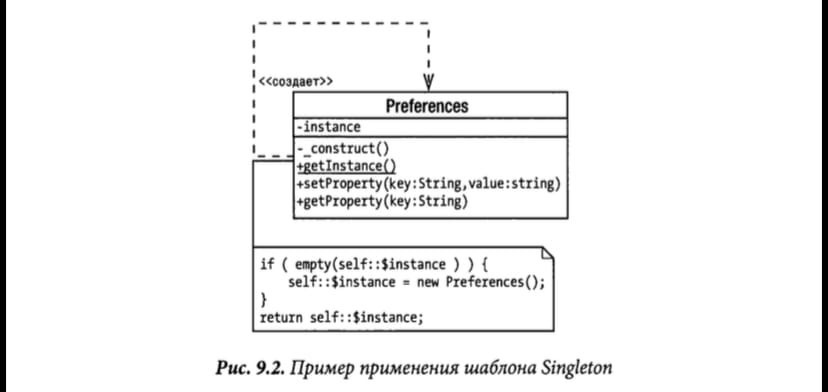 <<создает>>
Preferences
-instance
-_construct()
+getInstance()
+setProperty(key:String,value:string)
+getProperty(key:String)
if ( empty(self::$instance ) ) {
self::$instance = new Preferences();
}
return self::$instance;
Рис. 9.2. Пример применения шаблона Singleton